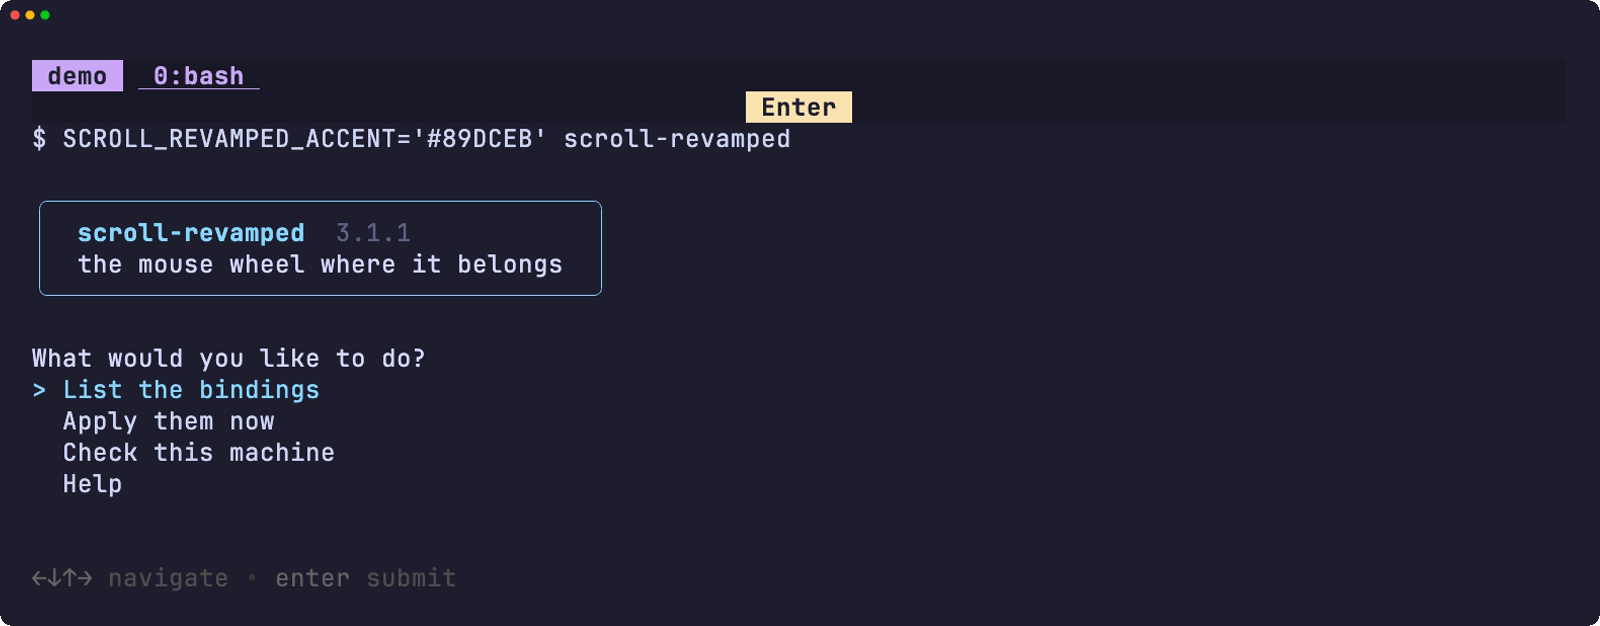 demo 0:bash
Enter
$ SCROLL_REVAMPED_ACCENT='#89DCEB' scroll-revamped
scroll-revamped 3.1.1
the mouse wheel where it belongs
What would you like to do?
> List the bindings
Apply them now
Check this machine
Help
←↓↑→ navigate • enter submit